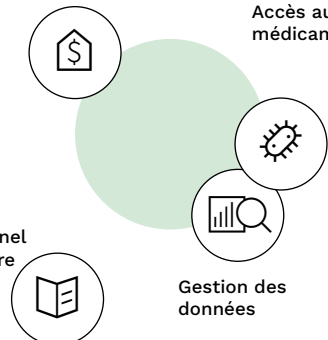 Accès au
médican
nel
re
Gestion des
données